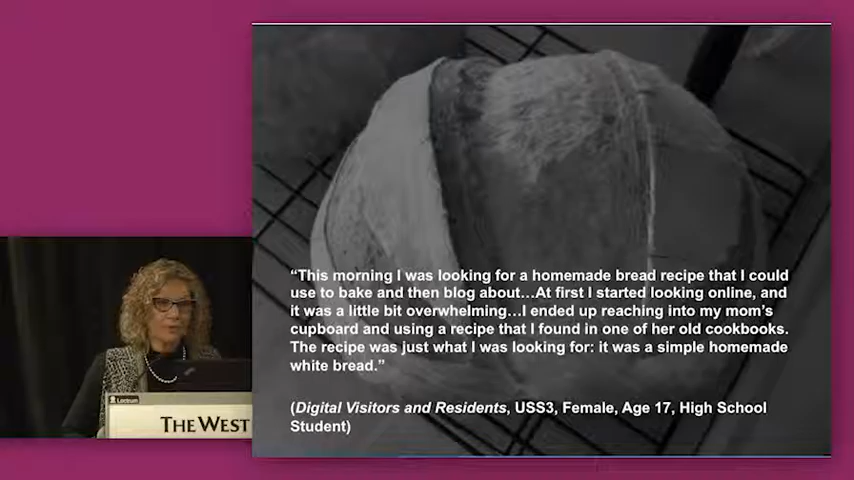 “This morning I was looking for a homemade bread recipe that I could
use to bake and then blog about…At first I started looking online, and
it was a little bit overwhelming…I ended up reaching into my mom’s
cupboard and using a recipe that I found in one of her old cookbooks.
The recipe was just what I was looking for: it was a simple homemade
white bread.”
(Digital Visitors and Residents, USS3, Female, Age 17, High School
Student)
Lectrum
THE WEST